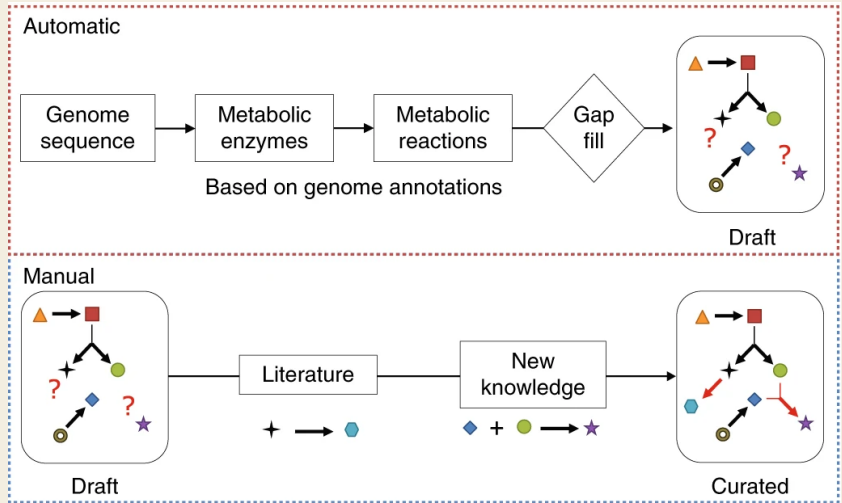 Automatic
Genome
sequence
Metabolic
enzymes
Metabolic
reactions
Gap
fill
Based on genome annotations
?
?
Draft
Manual
?
?
Draft
Literature
New
knowledge
+
Curated